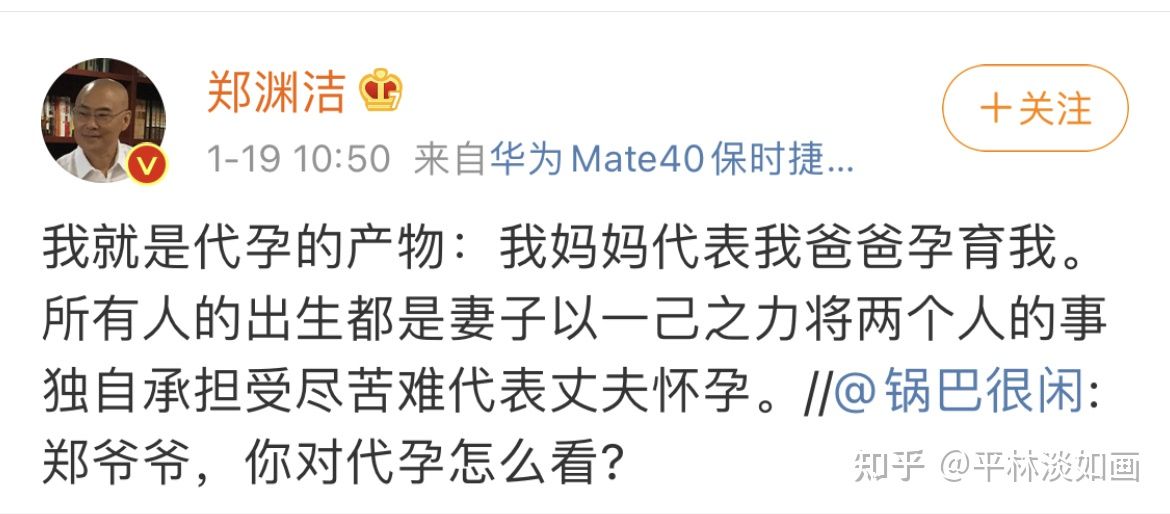 郑渊洁
+关注
1-19 10:50 来自华为Mate40保时捷...
我就是代孕的产物：我妈妈代表我爸爸孕育我。
所有人的出生都是妻子以一己之力将两个人的事
独自承担受尽苦难代表丈夫怀孕。//@锅巴很闲:
郑爷爷，你对代孕怎么看?
知乎 @平林淡如画